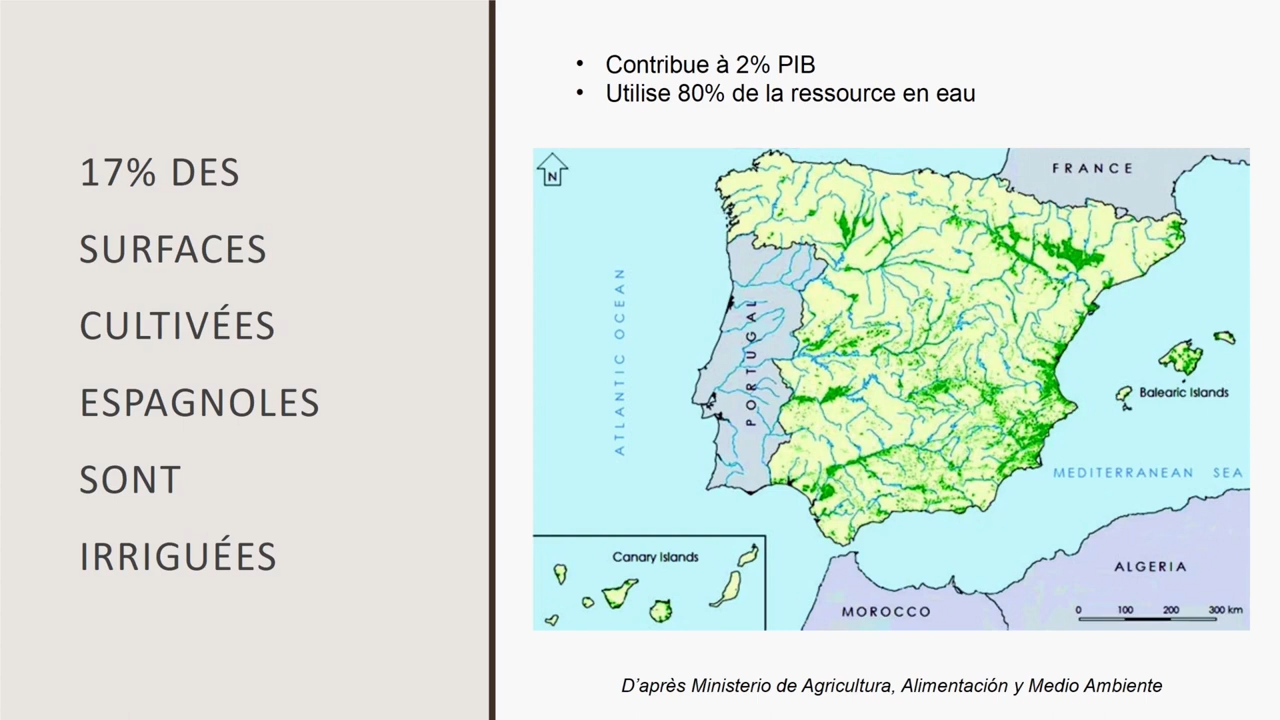 17% DES
SURFACES
CULTIVÉES
ESPAGNOLES
SONT
IRRIGUÉES
• Contribue à 2% PIB
• Utilise 80% de la ressource en eau
N
FRANCE
ATLANTIC OCEAN
PORTUGAL
Balearic Islands
MEDITERRANEAN SEA
Canary Islands
ALGERIA
MOROCCO
0 100 200 300 km
D'après Ministerio de Agricultura, Alimentación y Medio Ambiente